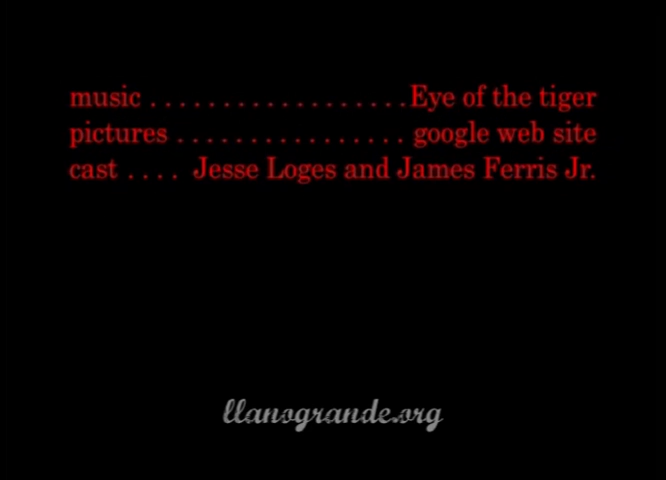 music . . . . . . . . . . . . . . . . . . Eye of the tiger
pictures . . . . . . . . . . . . . . . . google web site
cast . . . . Jesse Loges and James Ferris Jr.
llanogrande.org